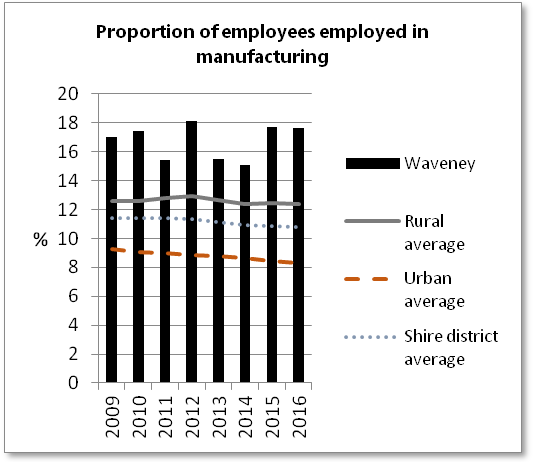 Proportion of employees employed in
manufacturing
20
18
16
14
12
10
8
6
4
2
0
%
2009
2010
2011
2012
2013
2014
2015
2016
Waveney
Rural
average
Urban
average
Shire district
average